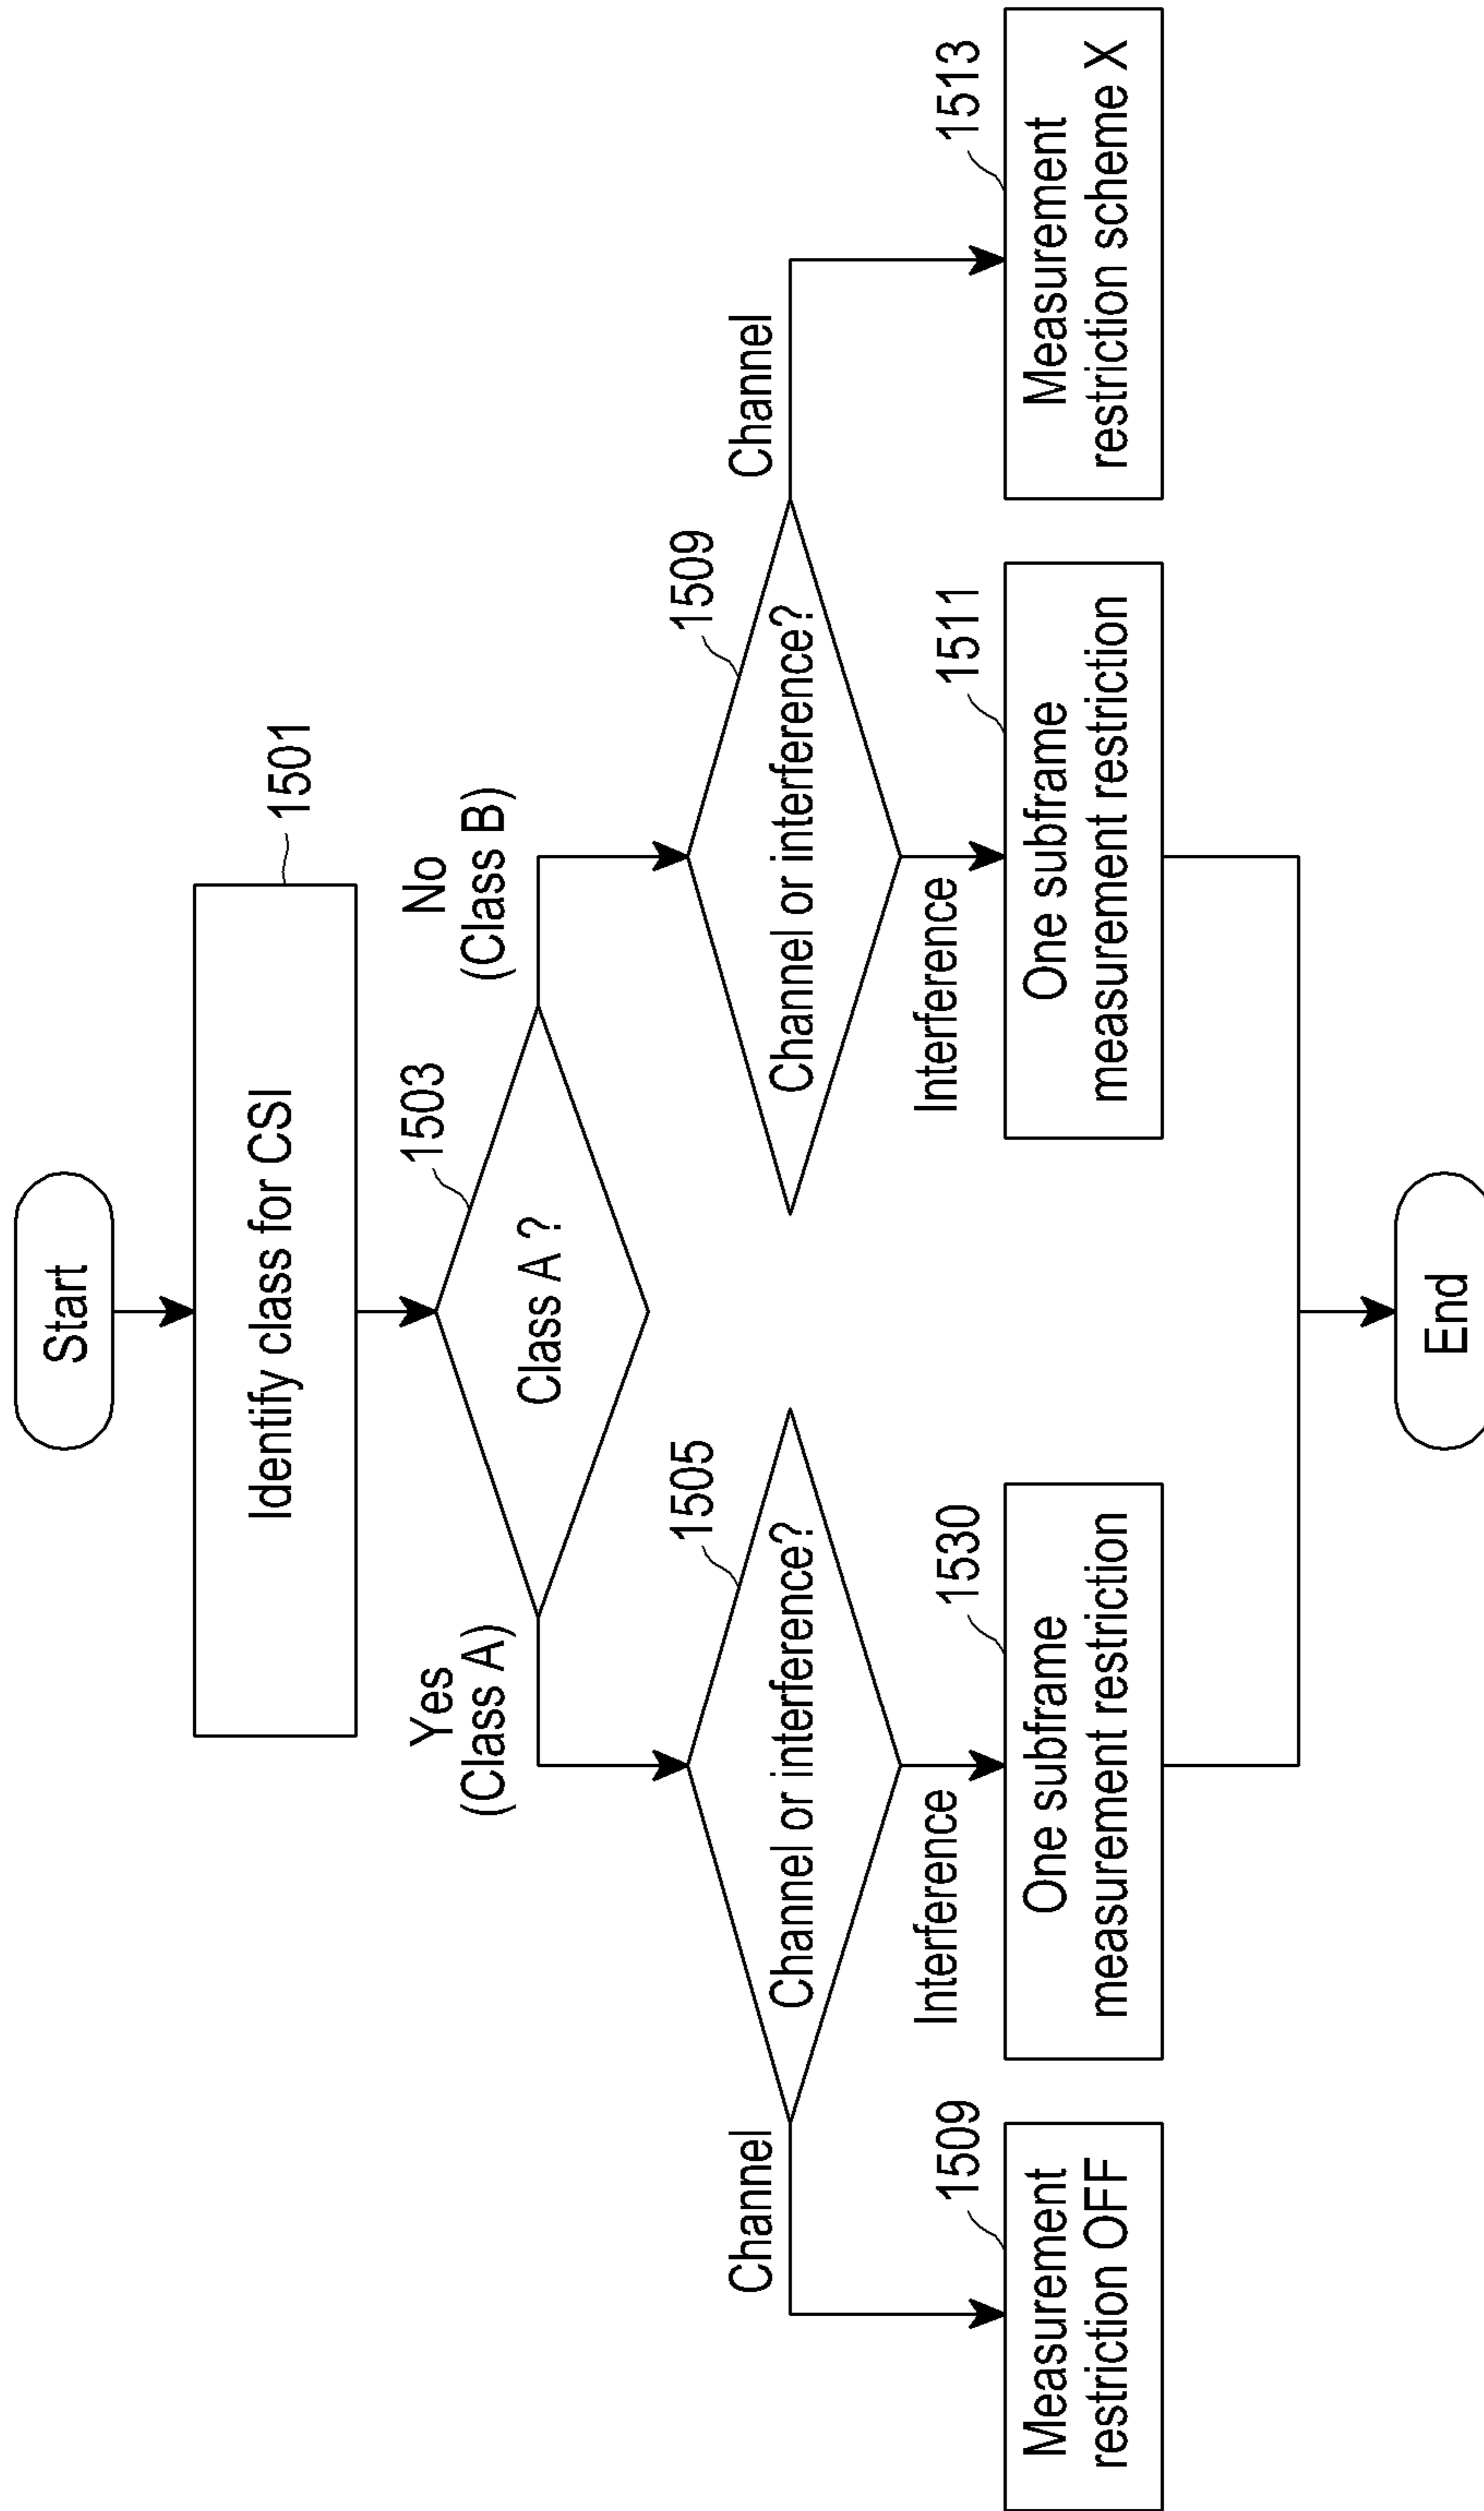 Start
1501
Identify class for CSI
1503
Class A ?
Yes
(Class A)
No
(Class B)
1505
Channel or interference?
1509
Channel or interference?
Channel
Interference
Interference
Channel
1509
Measurement
restriction OFF
1530
One subframe
measurement restriction
1511
One subframe
measurement restriction
1513
Measurement
restriction scheme X
End